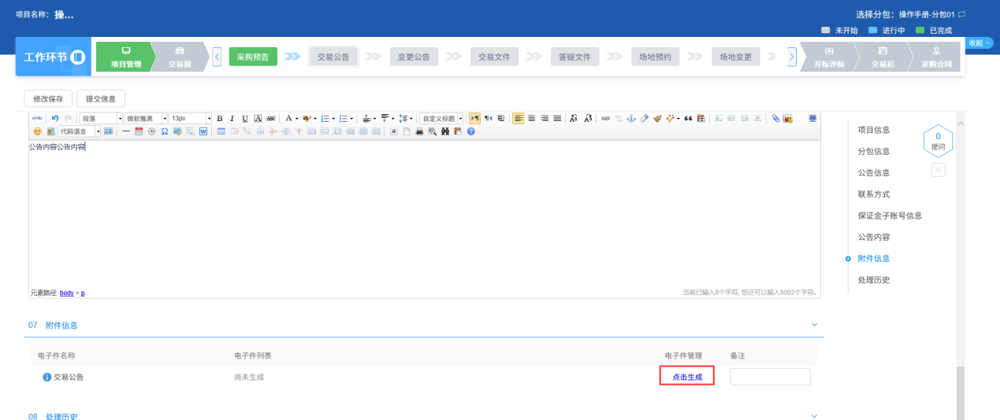 项目名称: 操... 选择分包: 操作手册-分包01
未开始 进行中 已完成
收起
工作环节 项目管理 交易前 采购预告 交易公告 变更公告 交易文件 答疑文件 场地预约 场地变更 开标评标 交易后 采购合同
修改保存 提交信息
HTML 段落 微软雅黑 13px B I U A ABC 自定义标题
代码语言
公告内容公告内容
元素路径: body > p 当前已输入8个字符, 您还可以输入9992个字符。
项目信息
0
提问
分包信息
公告信息
联系方式
保证金子账号信息
公告内容
附件信息
处理历史
07 附件信息
电子件名称 电子件列表 电子件管理 备注
交易公告 尚未生成 点击生成
08 处理历史